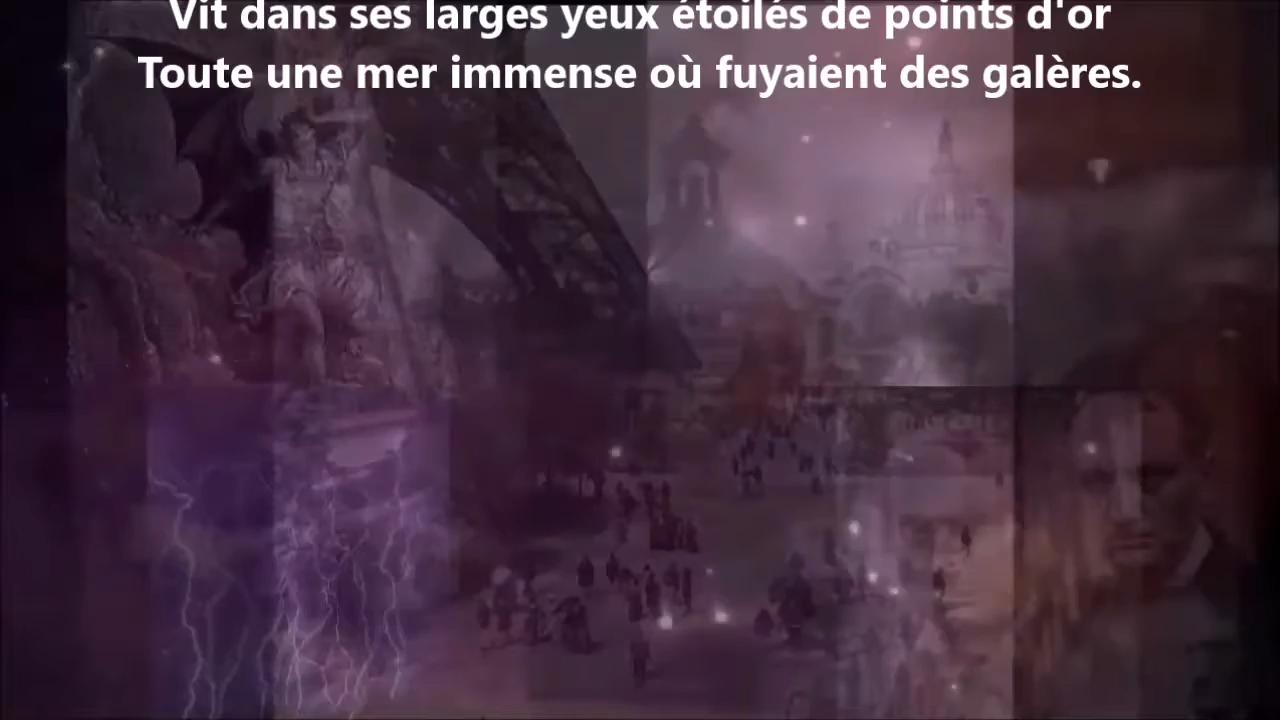 Vit dans ses larges yeux étoilés de points d'or
Toute une mer immense où fuyaient des galères.